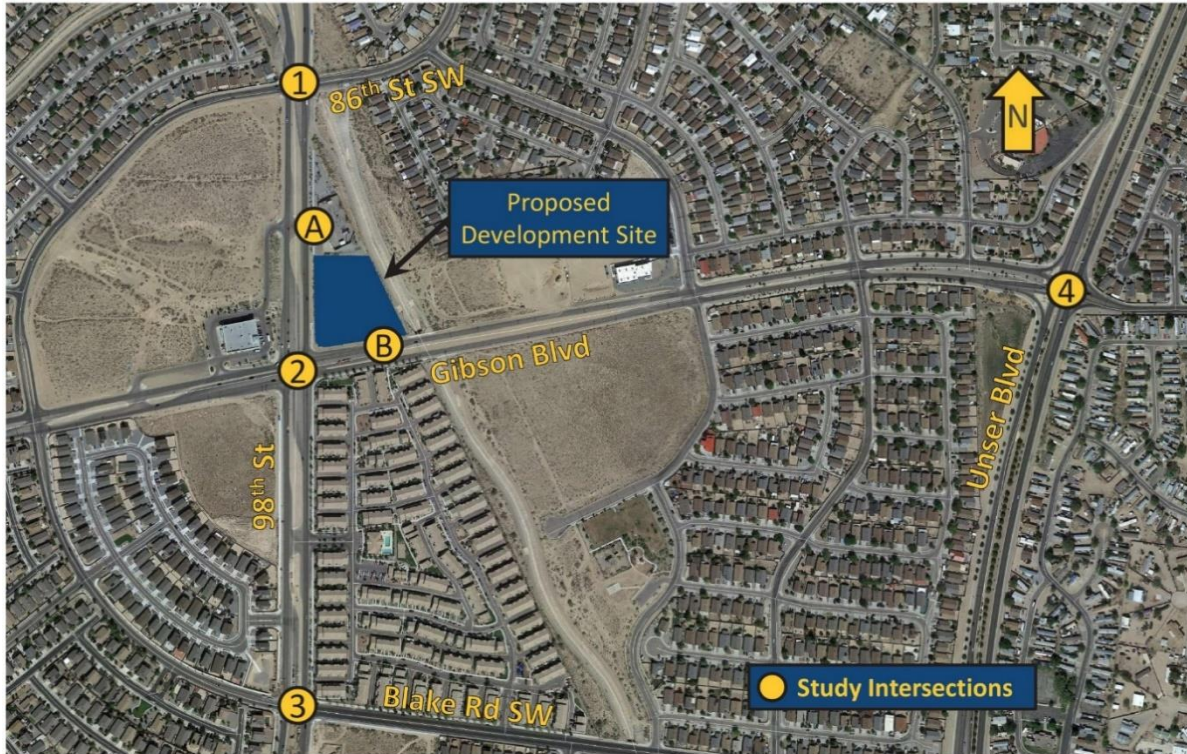 1
86th St SW
N
A
Proposed
Development Site
4
B
Gibson Blvd
2
98th St
Unser Blvd
3
Blake Rd SW
Study Intersections